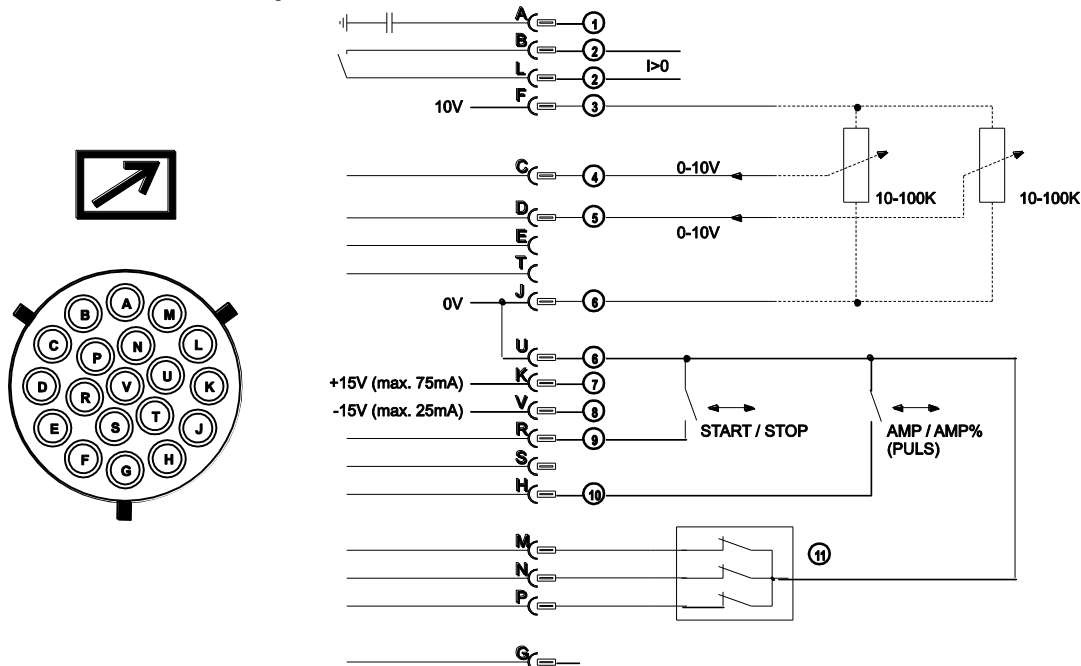 A 1
B 2
L 2
I>0
10V F 3
C 4 0-10V
10-100K 10-100K
D 5
0-10V
E
T
0V J 6
U 6
+15V (max. 75mA) K 7
-15V (max. 25mA) V 8
R 9
START / STOP
AMP / AMP%
(PULS)
S
H 10
M
11
N
P
G
A
B M
C N L
P
D R V U K
E S T J
F G H